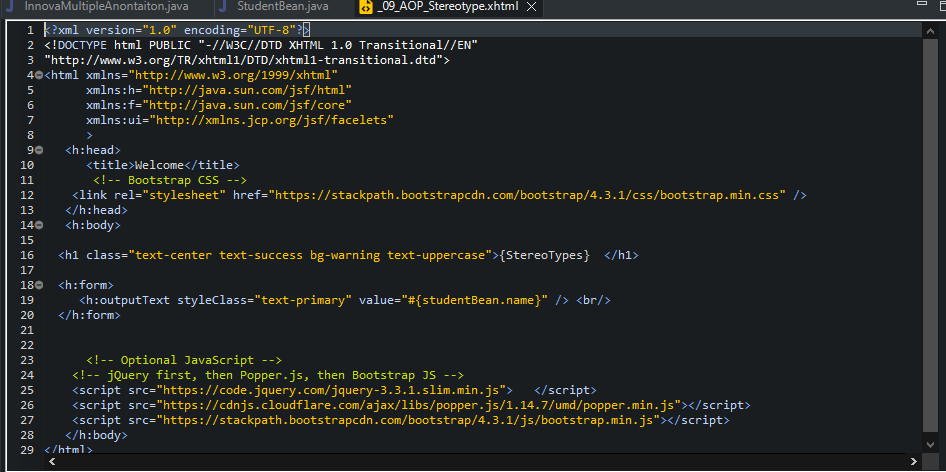 InnovaMultipleAnontaiton.java StudentBean.java _09_AOP_Stereotype.xhtml
1 <?xml version="1.0" encoding="UTF-8"?>
2 <!DOCTYPE html PUBLIC "-//W3C//DTD XHTML 1.0 Transitional//EN"
3 "http://www.w3.org/TR/xhtml1/DTD/xhtml1-transitional.dtd">
4 <html xmlns="http://www.w3.org/1999/xhtml"
5 xmlns:h="http://java.sun.com/jsf/html"
6 xmlns:f="http://java.sun.com/jsf/core"
7 xmlns:ui="http://xmlns.jcp.org/jsf/facelets"
8 >
9 <h:head>
10 <title>Welcome</title>
11 <!-- Bootstrap CSS -->
12 <link rel="stylesheet" href="https://stackpath.bootstrapcdn.com/bootstrap/4.3.1/css/bootstrap.min.css" />
13 </h:head>
14 <h:body>
15
16 <h1 class="text-center text-success bg-warning text-uppercase">{StereoTypes} </h1>
17
18 <h:form>
19 <h:outputText styleClass="text-primary" value="#{studentBean.name}" /> <br/>
20 </h:form>
21
22
23 <!-- Optional JavaScript -->
24 <!-- jQuery first, then Popper.js, then Bootstrap JS -->
25 <script src="https://code.jquery.com/jquery-3.3.1.slim.min.js"> </script>
26 <script src="https://cdnjs.cloudflare.com/ajax/libs/popper.js/1.14.7/umd/popper.min.js"></script>
27 <script src="https://stackpath.bootstrapcdn.com/bootstrap/4.3.1/js/bootstrap.min.js"></script>
28 </h:body>
29 </html>